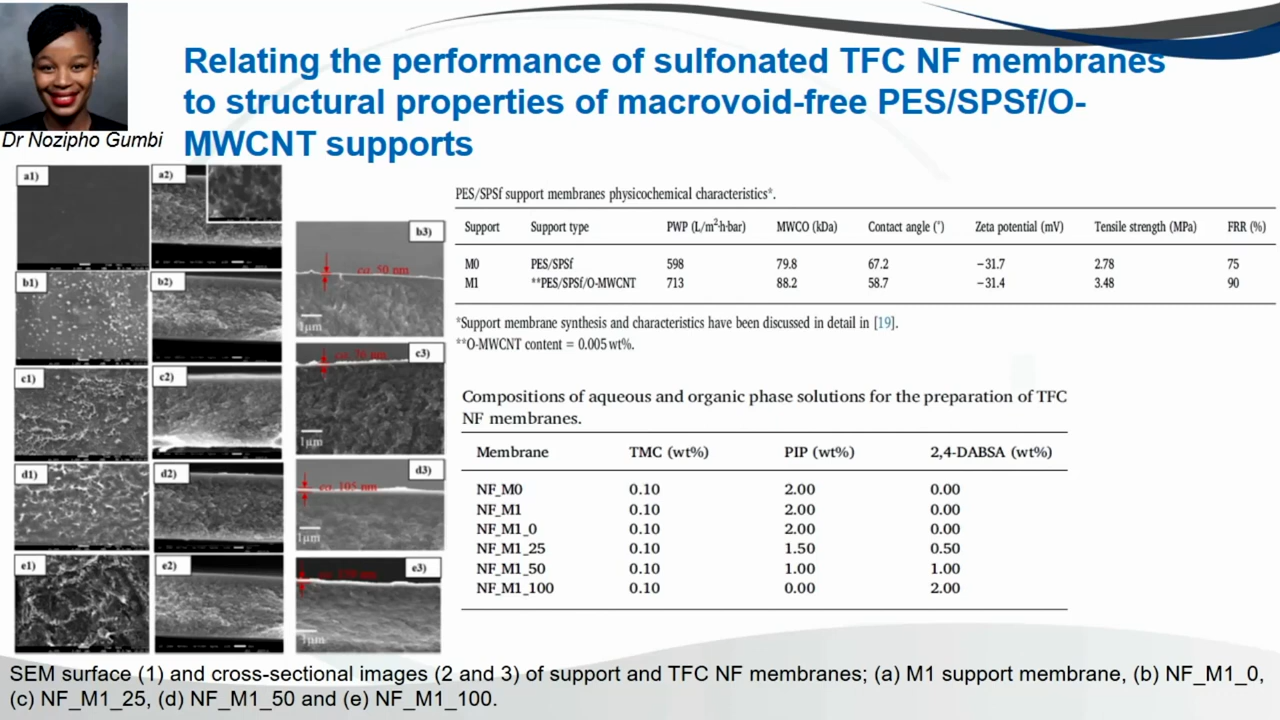 Relating the performance of sulfonated TFC NF membranes
to structural properties of macrovoid-free PES/SPSf/O-
MWCNT supports
Dr Nozipho Gumbi
a1)
a2)
b1)
b2)
b3)
ca. 50 nm
1μm
c1)
c2)
c3)
ca. 70 nm
1μm
d1)
d2)
d3)
ca. 105 nm
1μm
e1)
e2)
e3)
1μm
PES/SPSf support membranes physicochemical characteristics*.
Support Support type PWP (L/m²·h·bar) MWCO (kDa) Contact angle (°) Zeta potential (mV) Tensile strength (MPa) FRR (%)
M0 PES/SPSf 598 79.8 67.2 −31.7 2.78 75
M1 **PES/SPSf/O-MWCNT 713 88.2 58.7 −31.4 3.48 90
*Support membrane synthesis and characteristics have been discussed in detail in [19].
**O-MWCNT content = 0.005 wt%.
Compositions of aqueous and organic phase solutions for the preparation of TFC
NF membranes.
Membrane TMC (wt%) PIP (wt%) 2,4-DABSA (wt%)
NF_M0 0.10 2.00 0.00
NF_M1 0.10 2.00 0.00
NF_M1_0 0.10 2.00 0.00
NF_M1_25 0.10 1.50 0.50
NF_M1_50 0.10 1.00 1.00
NF_M1_100 0.10 0.00 2.00
SEM surface (1) and cross-sectional images (2 and 3) of support and TFC NF membranes; (a) M1 support membrane, (b) NF_M1_0,
(c) NF_M1_25, (d) NF_M1_50 and (e) NF_M1_100.